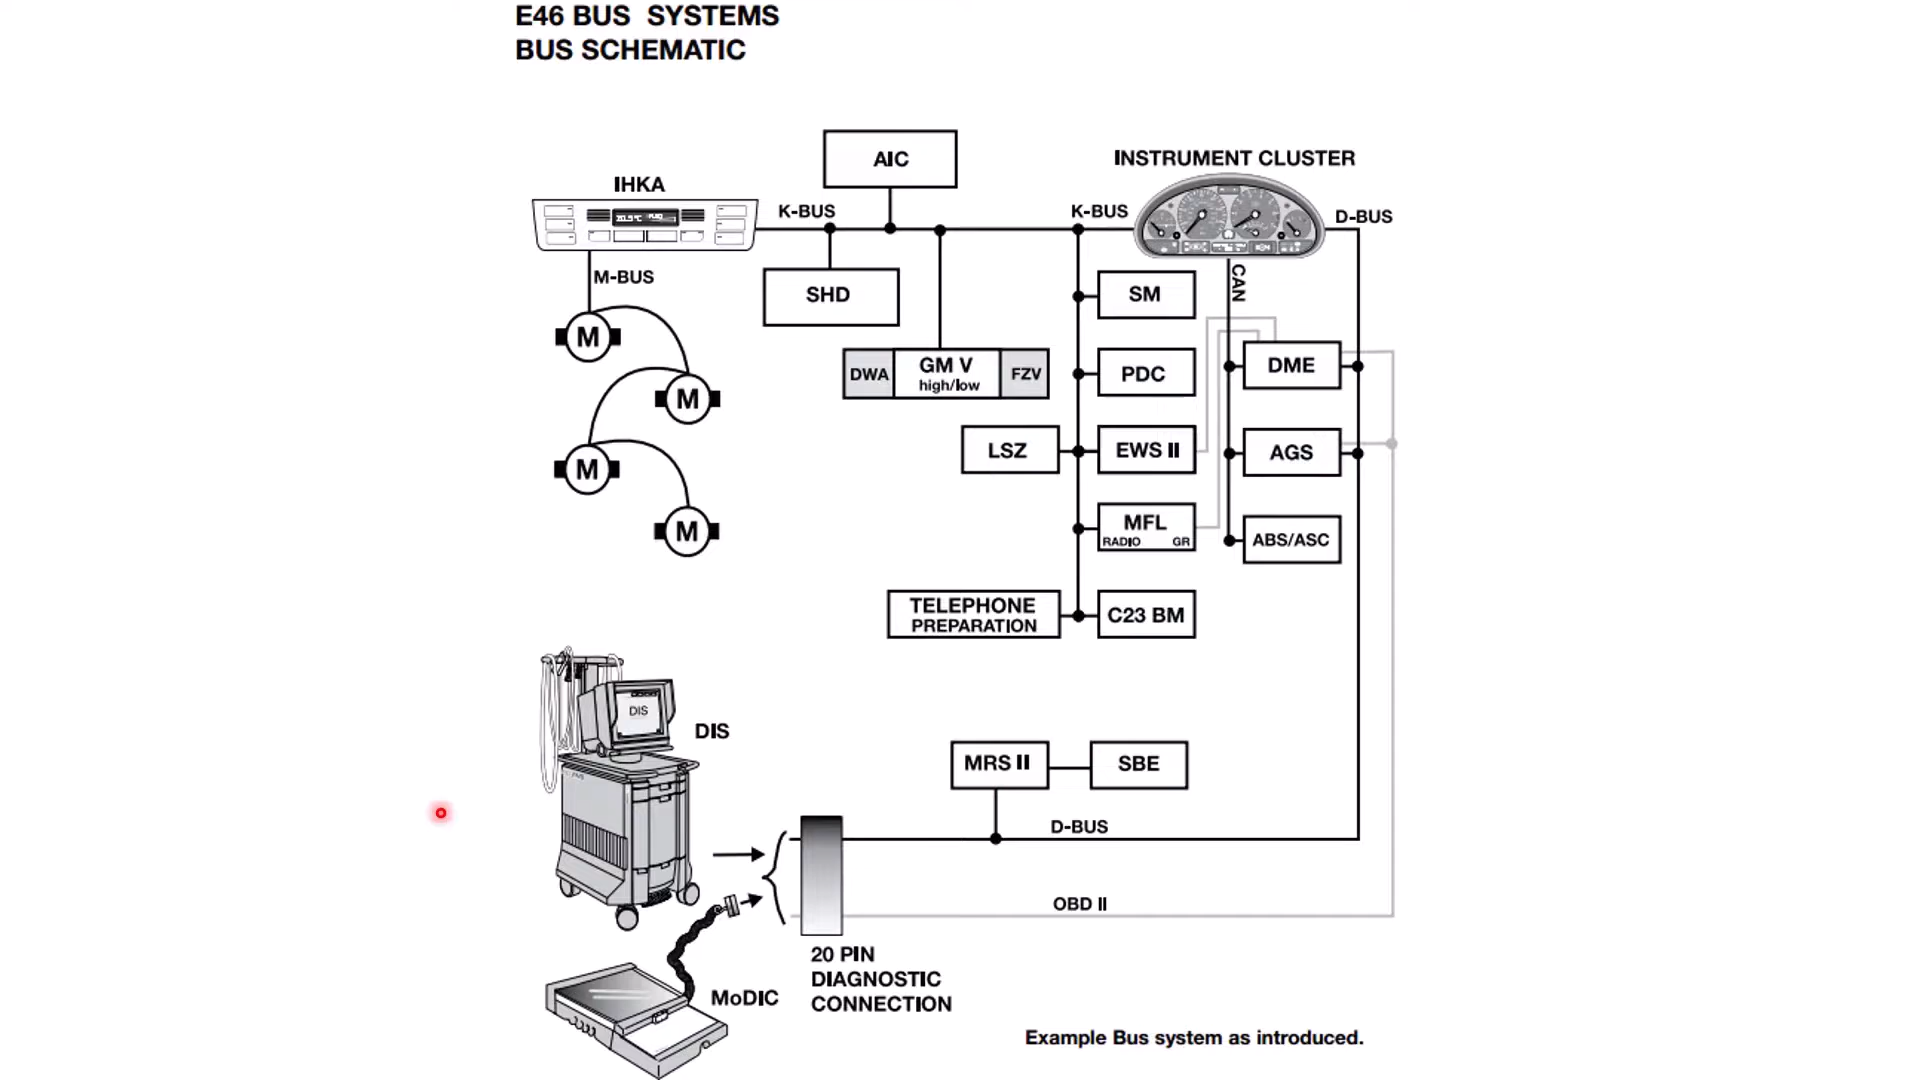 E46 BUS SYSTEMS
BUS SCHEMATIC
AIC
INSTRUMENT CLUSTER
IHKA
K-BUS
K-BUS
D-BUS
M-BUS
CAN
SHD
SM
M
M
M
M
DWA
GM V
high/low
FZV
PDC
DME
LSZ
EWS II
AGS
MFL
RADIO GR
ABS/ASC
TELEPHONE
PREPARATION
C23 BM
DIS
DIS
MRS II
SBE
D-BUS
OBD II
20 PIN
DIAGNOSTIC
CONNECTION
MoDIC
Example Bus system as introduced.